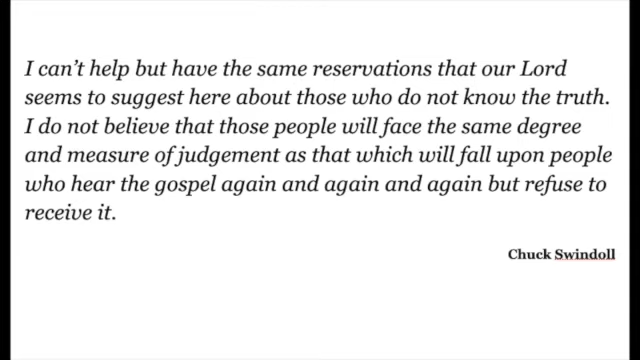 I can’t help but have the same reservations that our Lord
seems to suggest here about those who do not know the truth.
I do not believe that those people will face the same degree
and measure of judgement as that which will fall upon people
who hear the gospel again and again and again but refuse to
receive it.
Chuck Swindoll